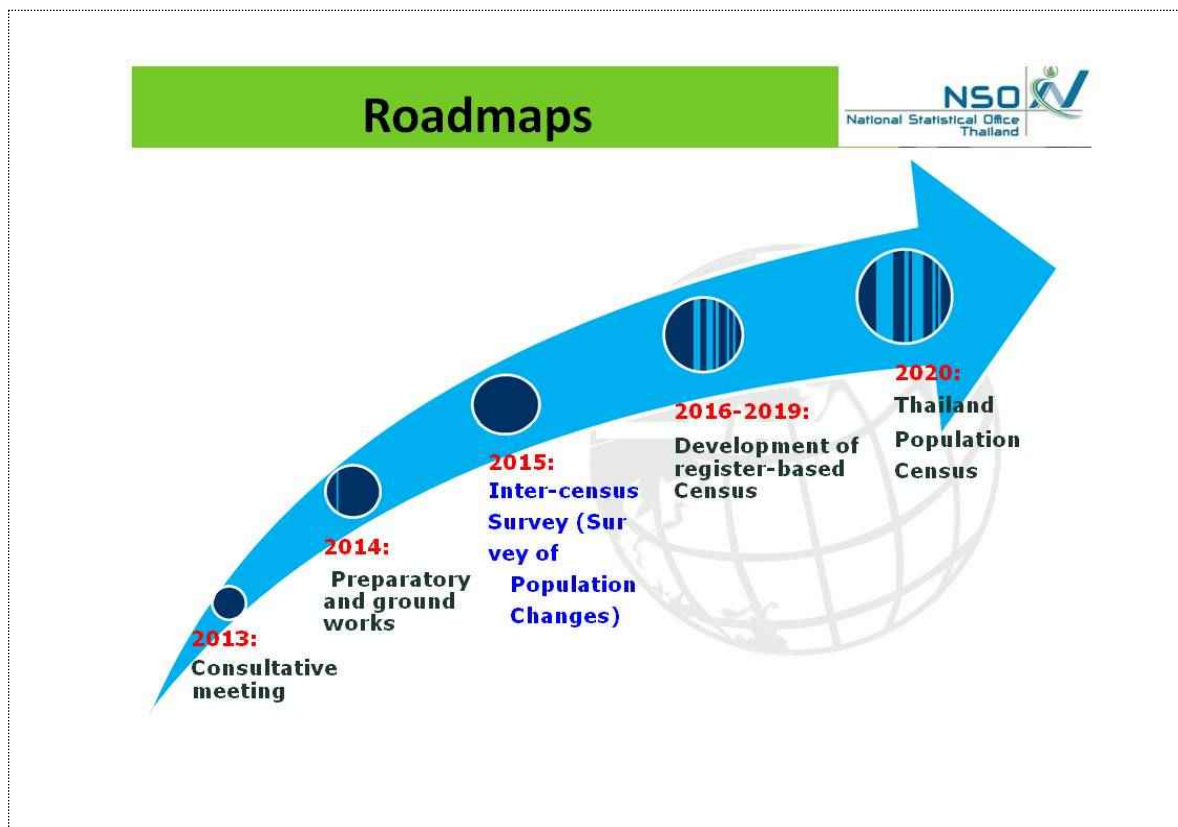 Roadmaps
NSO
National Statistical Office
Thailand
2013:
Consultative
meeting
2014:
Preparatory
and ground
works
2015:
Inter-census
Survey (Sur
vey of
Population
Changes)
2016-2019:
Development of
register-based
Census
2020:
Thailand
Population
Census